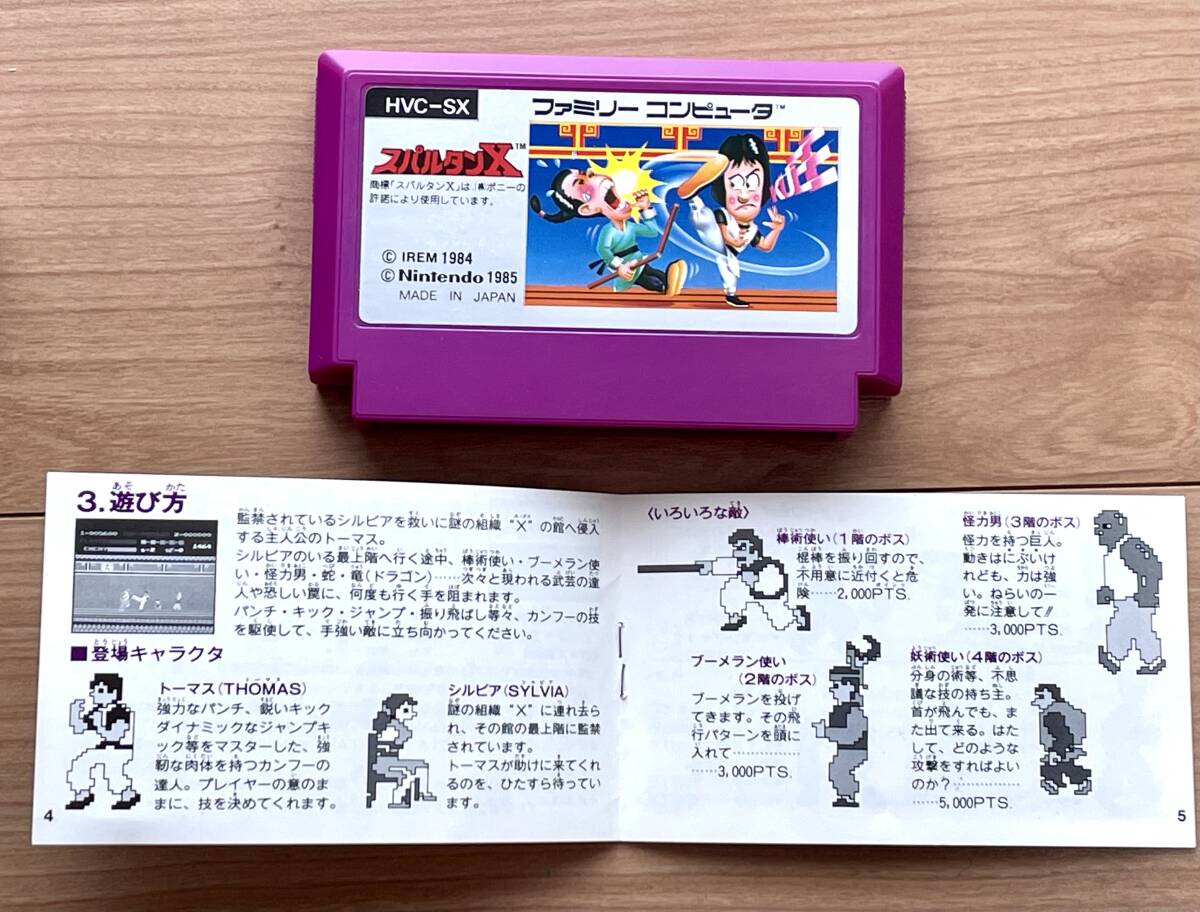 HVC-SX
ファミリー コンピュータ™
スパルタンX™
商標「スパルタンX」は、㈱ポニーの
許諾により使用しています。
© IREM 1984
© Nintendo 1985
MADE IN JAPAN
3.遊び方
監禁されているシルビアを救いに謎の組織“X”の館へ侵入
する主人公のトーマス。
シルビアのいる最上階へ行く途中、棒術使い・ブーメラン使
い・怪力男・蛇・竜(ドラゴン)……次々と現われる武芸の達
人や恐しい罠に、何度も行く手を阻まれます。
パンチ・キック・ジャンプ・振り飛ばし等々、カンフーの技
を駆使して、手強い敵に立ち向かってください。
■登場キャラクタ
トーマス(THOMAS)
強力なパンチ、鋭いキック
ダイナミックなジャンプキ
ック等をマスターした、強
靭な肉体を持つカンフーの
達人。プレイヤーの意のま
まに、技を決めてくれます。
シルビア(SYLVIA)
謎の組織“X”に連れ去ら
れ、その館の最上階に監禁
されています。
トーマスが助けに来てくれ
るのを、ひたすら待ってい
ます。
4
〈いろいろな敵〉
棒術使い(1階のボス)
棍棒を振り回すので、
不用意に近付くと危
険……2,000PTS.
ブーメラン使い
(2階のボス)
ブーメランを投げ
てきます。その飛
行パターンを頭に
入れて……………
……3,000PTS.
怪力男(3階のボス)
怪力を持つ巨人。
動きはにぶいけ
れども、力は強
い。ねらいの一
発に注意して!!
……3,000PTS.
妖術使い(4階のボス)
分身の術等、不思
議な技の持ち主。
首が飛んでも、ま
た出て来る。はた
して、どのような
攻撃をすればよい
のか?……………
……5,000PTS.
5